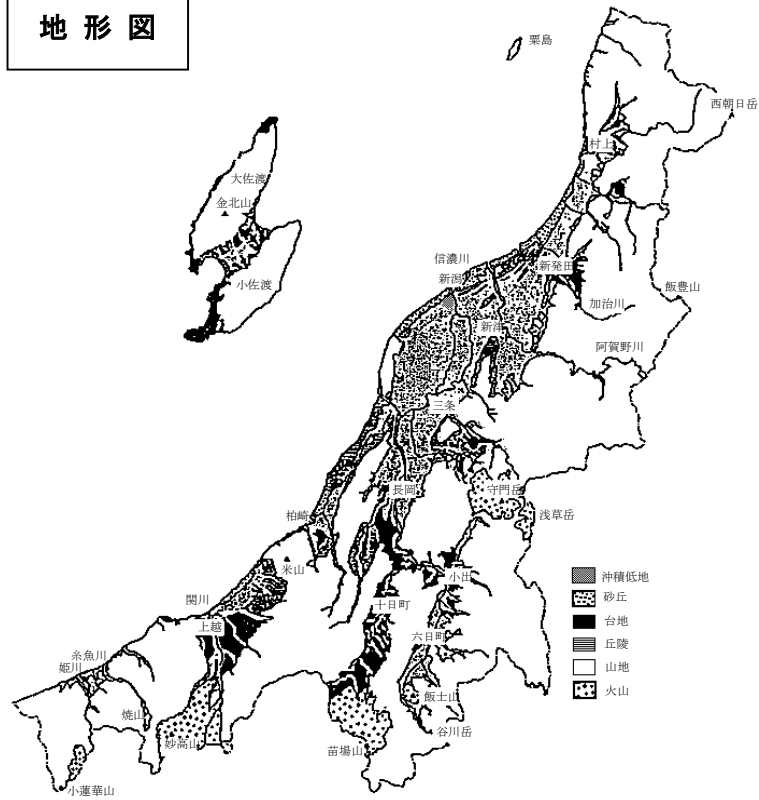 地形図
粟島
西朝日岳
村上
大佐渡
金北山
信濃川
新潟
新発田
小佐渡
飯豊山
加治川
新津
阿賀野川
三条
長岡
守門岳
柏崎
浅草岳
米山
小出
沖積低地
関川
十日町
砂丘
上越
台地
六日町
丘陵
糸魚川
姫川
山地
飯士山
火山
焼山
谷川岳
妙高山
苗場山
小蓮華山